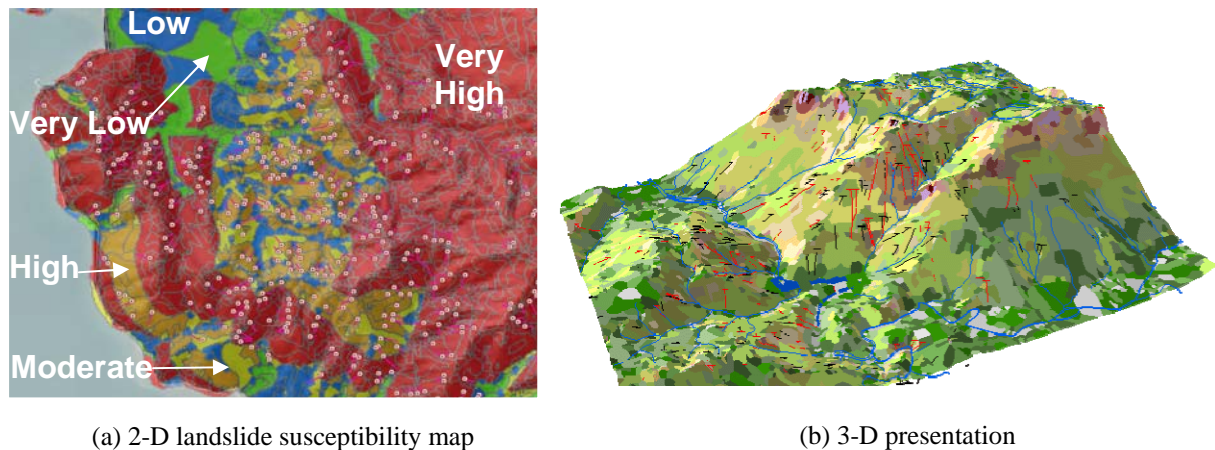 Low
Very
High
Very Low
High
Moderate
(a) 2-D landslide susceptibility map
(b) 3-D presentation